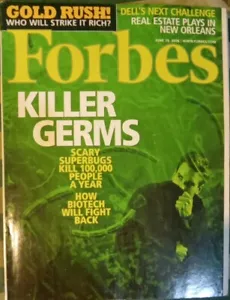 GOLD RUSH!
WHO WILL STRIKE IT RICH?
DELL'S NEXT CHALLENGE
REAL ESTATE PLAYS IN
NEW ORLEANS
Forbes
KILLER
GERMS
SCARY
SUPERBUGS
KILL 100,000
PEOPLE
A YEAR
HOW
BIOTECH
WILL FIGHT
BACK